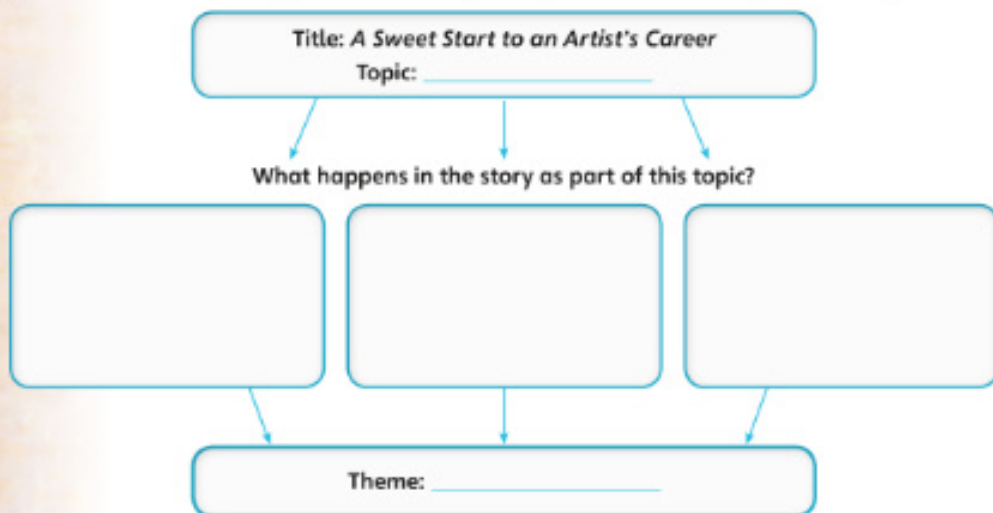 Title: A Sweet Start to an Artist's Career
Topic:
What happens in the story as part of this topic?
Theme: